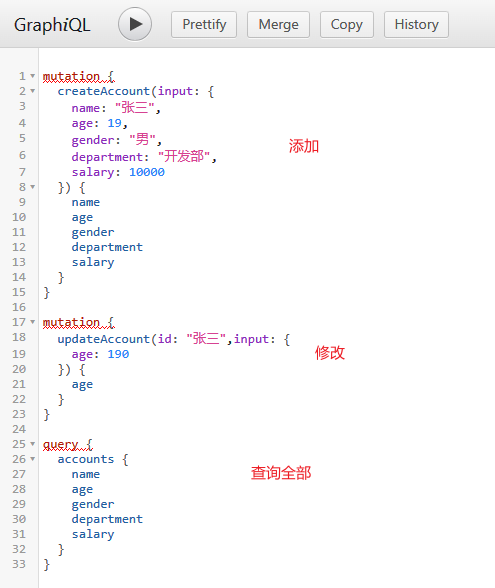 GraphiQL Prettify Merge Copy History
1 mutation {
2 createAccount(input: {
3 name: "张三",
4 age: 19,
5 gender: "男",
6 department: "开发部", 添加
7 salary: 10000
8 }) {
9 name
10 age
11 gender
12 department
13 salary
14 }
15 }
16
17 mutation {
18 updateAccount(id: "张三",input: {
19 age: 190 修改
20 }) {
21 age
22 }
23 }
24
25 query {
26 accounts {
27 name 查询全部
28 age
29 gender
30 department
31 salary
32 }
33 }